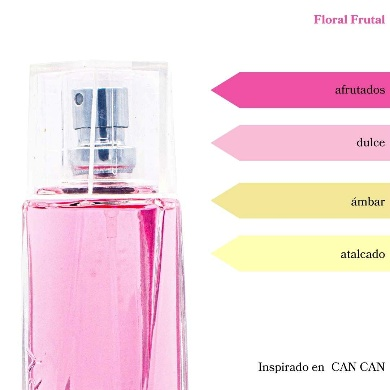 Floral Frutal
afrutados
dulce
ámbar
atalcado
Inspirado en CAN CAN